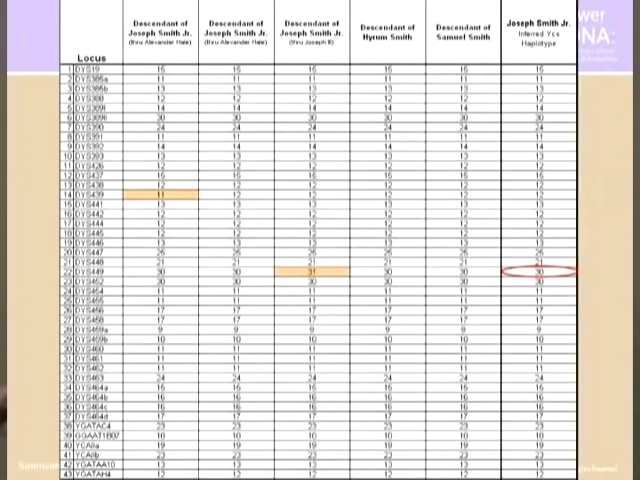 Descendant of Joseph Smith Jr. (thru Alexander Hale)
Descendant of Joseph Smith Jr. (thru Alexander Hale)
Descendant of Joseph Smith Jr. (thru Joseph III)
Descendant of Hyrum Smith
Descendant of Samuel Smith
Joseph Smith Jr. Inferred Ycs Haplotype
wer
NA:
Locus
1 DYS19 15 15 15 15 15 15
2 DYS385a 11 11 11 11 11 11
3 DYS385b 13 13 13 13 13 13
4 DYS388 12 12 12 12 12 12
5 DYS389I 14 14 14 14 14 14
6 DYS389II 30 30 30 30 30 30
7 DYS390 24 24 24 24 24 24
8 DYS391 11 11 11 11 11 11
9 DYS392 14 14 14 14 14 14
10 DYS393 13 13 13 13 13 13
11 DYS426 12 12 12 12 12 12
12 DYS437 15 15 15 15 15 15
13 DYS438 12 12 12 12 12 12
14 DYS439 11 12 12 12 12 12
15 DYS441 13 13 13 13 13 13
16 DYS442 12 12 12 12 12 12
17 DYS444 12 12 12 12 12 12
18 DYS445 12 12 12 12 12 12
19 DYS446 13 13 13 13 13 13
20 DYS447 25 25 25 25 25 25
21 DYS448 21 21 21 21 21 21
22 DYS449 30 30 31 30 30 30
23 DYS452 30 30 30 30 30 30
24 DYS454 11 11 11 11 11 11
25 DYS455 11 11 11 11 11 11
26 DYS456 17 17 17 17 17 17
27 DYS458 17 17 17 17 17 17
28 DYS459a 9 9 9 9 9 9
29 DYS459b 10 10 10 10 10 10
30 DYS460 11 11 11 11 11 11
31 DYS461 11 11 11 11 11 11
32 DYS462 11 11 11 11 11 11
33 DYS463 24 24 24 24 24 24
34 DYS464a 15 15 15 15 15 15
35 DYS464b 16 16 16 16 16 16
36 DYS464c 16 16 16 16 16 16
37 DYS464d 17 17 17 17 17 17
38 YGATAC4 23 23 23 23 23 23
39 GGAAT1B07 10 10 10 10 10 10
40 YCAIIa 19 19 19 19 19 19
41 YCAIIb 23 23 23 23 23 23
42 YGATAA10 13 13 13 13 13 13
43 YGATAH4 12 12 12 12 12 12